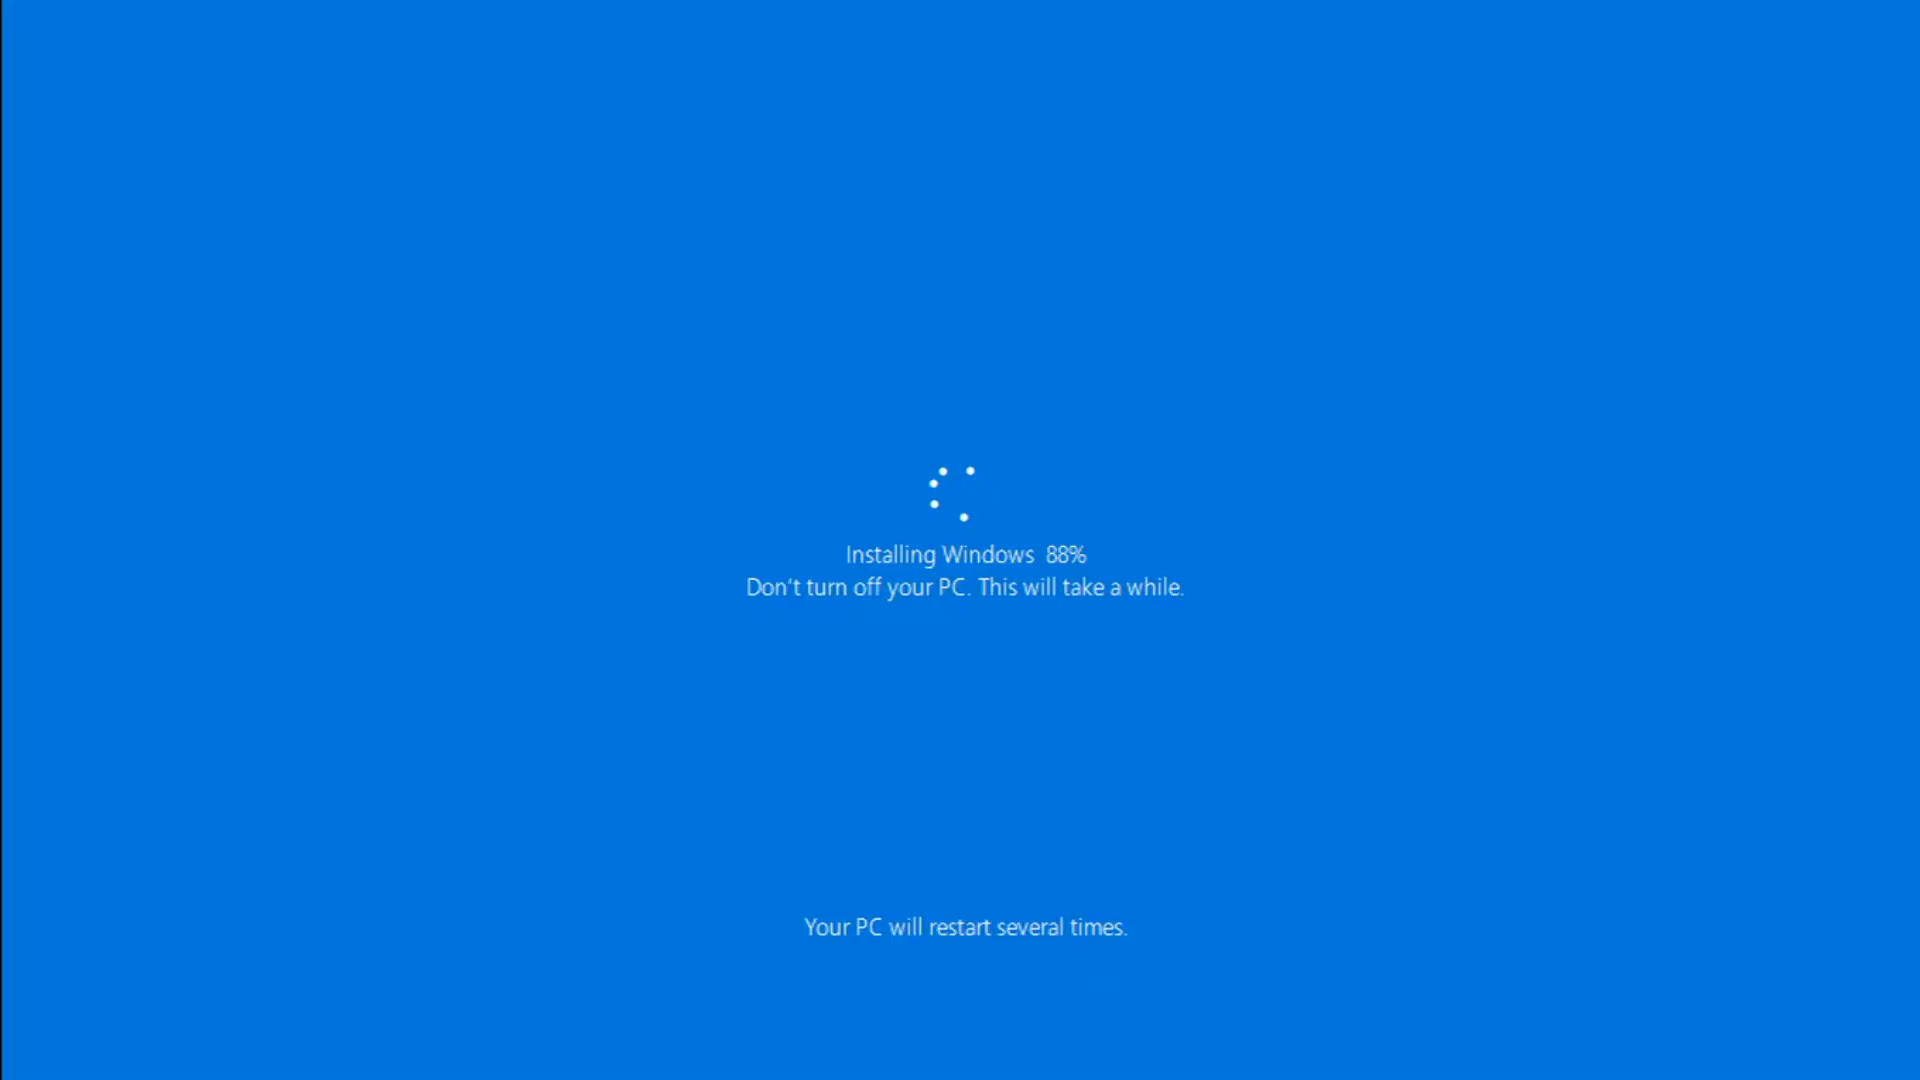 Installing Windows  88%
Don't turn off your PC. This will take a while.
Your PC will restart several times.